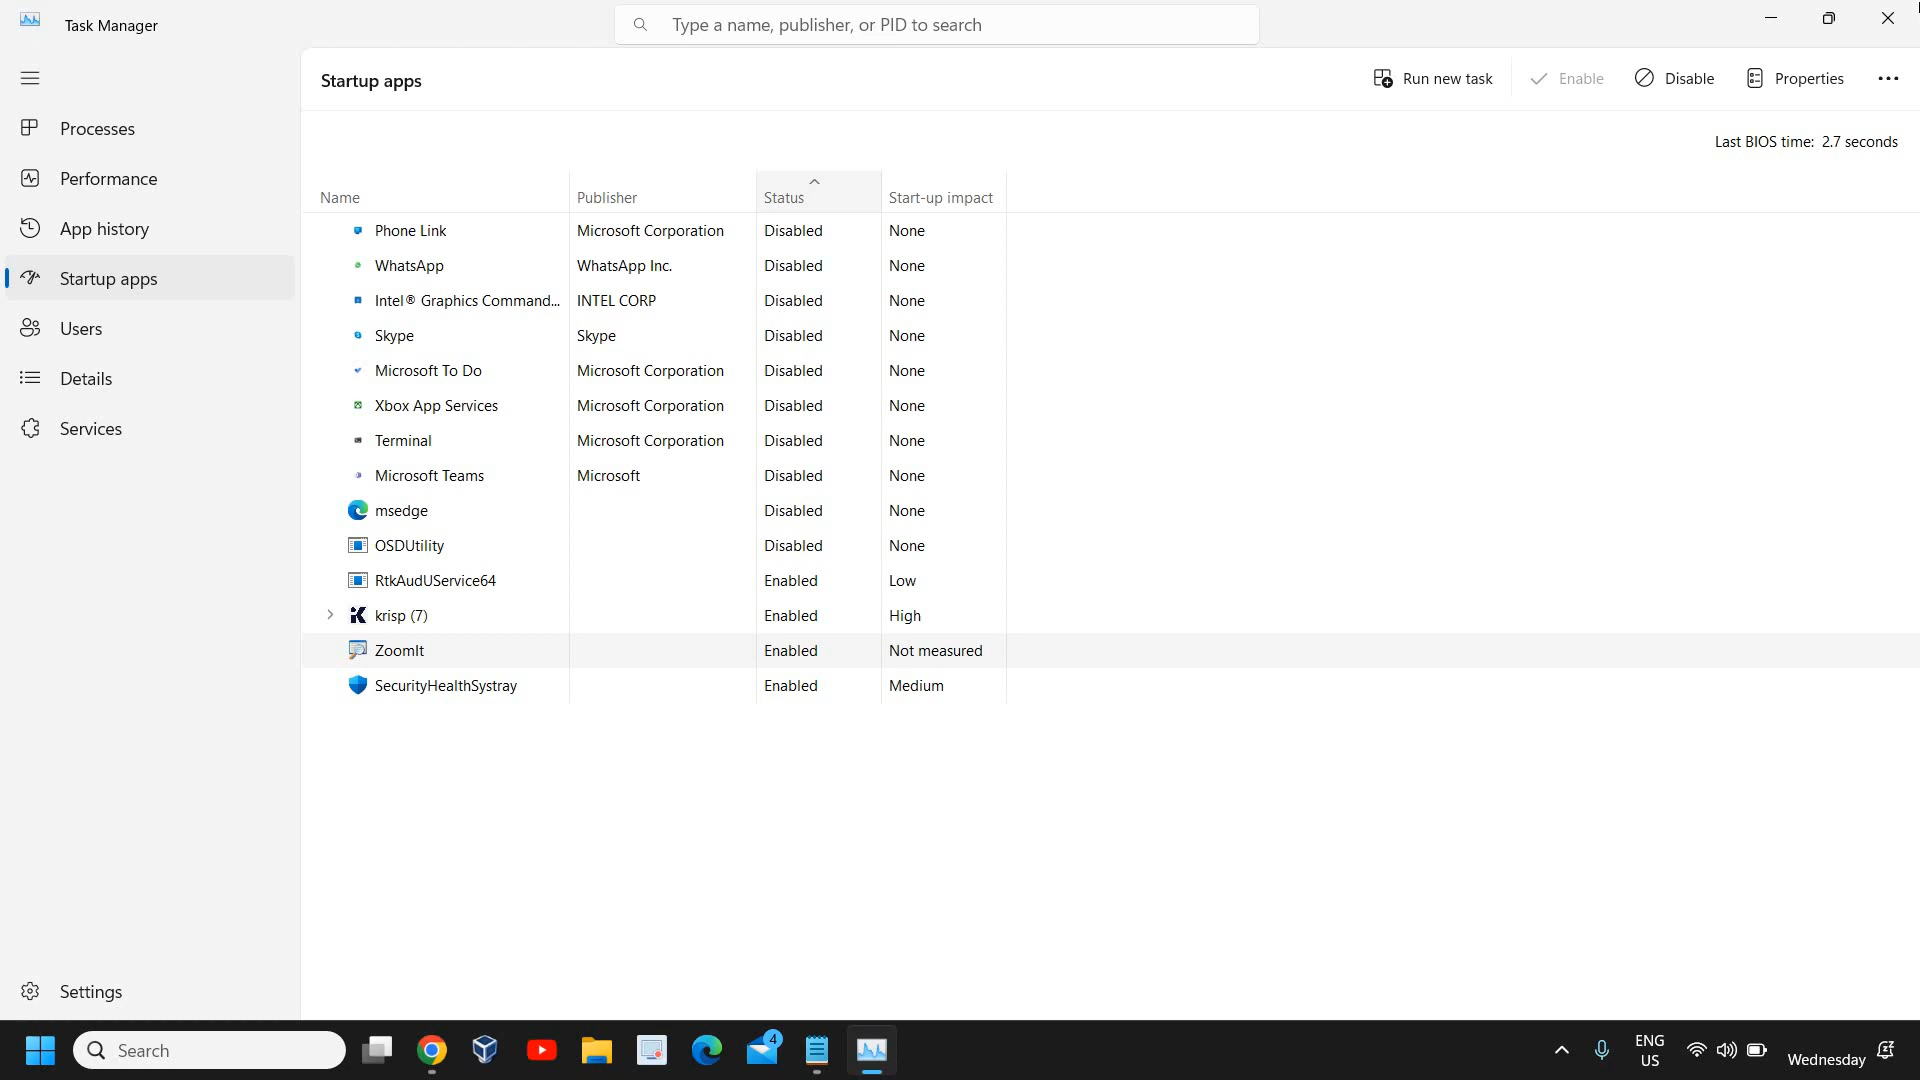 Task Manager
Type a name, publisher, or PID to search
Startup apps
Run new task
Enable
Disable
Properties
Last BIOS time: 2.7 seconds
Processes
Performance
App history
Startup apps
Users
Details
Services
Settings
Name Publisher Status Start-up impact
Phone Link Microsoft Corporation Disabled None
WhatsApp WhatsApp Inc. Disabled None
Intel® Graphics Command... INTEL CORP Disabled None
Skype Skype Disabled None
Microsoft To Do Microsoft Corporation Disabled None
Xbox App Services Microsoft Corporation Disabled None
Terminal Microsoft Corporation Disabled None
Microsoft Teams Microsoft Disabled None
msedge Disabled None
OSDUtility Disabled None
RtkAudUService64 Enabled Low
krisp (7) Enabled High
ZoomIt Enabled Not measured
SecurityHealthSystray Enabled Medium
Search
4
ENG
US
Wednesday